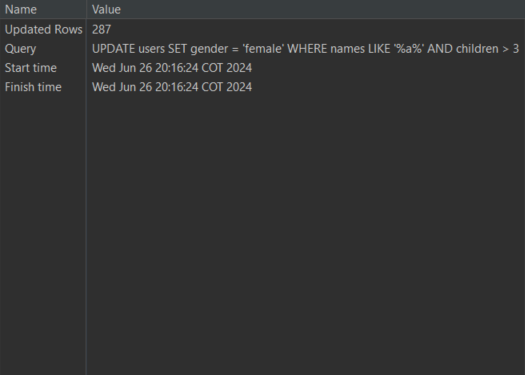 Name Value
Updated Rows 287
Query UPDATE users SET gender = 'female' WHERE names LIKE '%a%' AND children > 3
Start time Wed Jun 26 20:16:24 COT 2024
Finish time Wed Jun 26 20:16:24 COT 2024